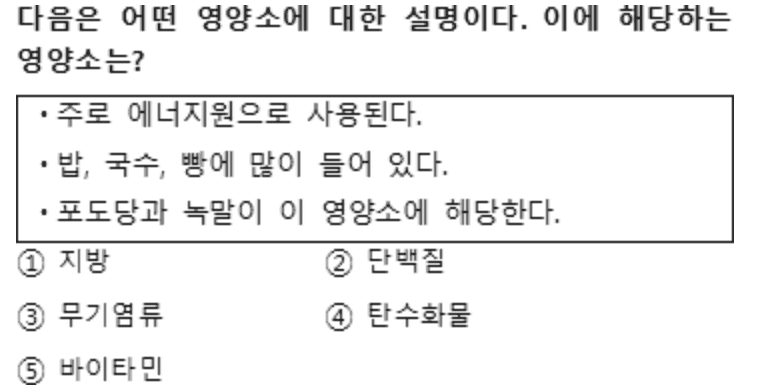 다음은 어떤 영양소에 대한 설명이다. 이에 해당하는
영양소는?
• 주로 에너지원으로 사용된다.
• 밥, 국수, 빵에 많이 들어 있다.
• 포도당과 녹말이 이 영양소에 해당한다.
① 지방 ② 단백질
③ 무기염류 ④ 탄수화물
⑤ 바이타민